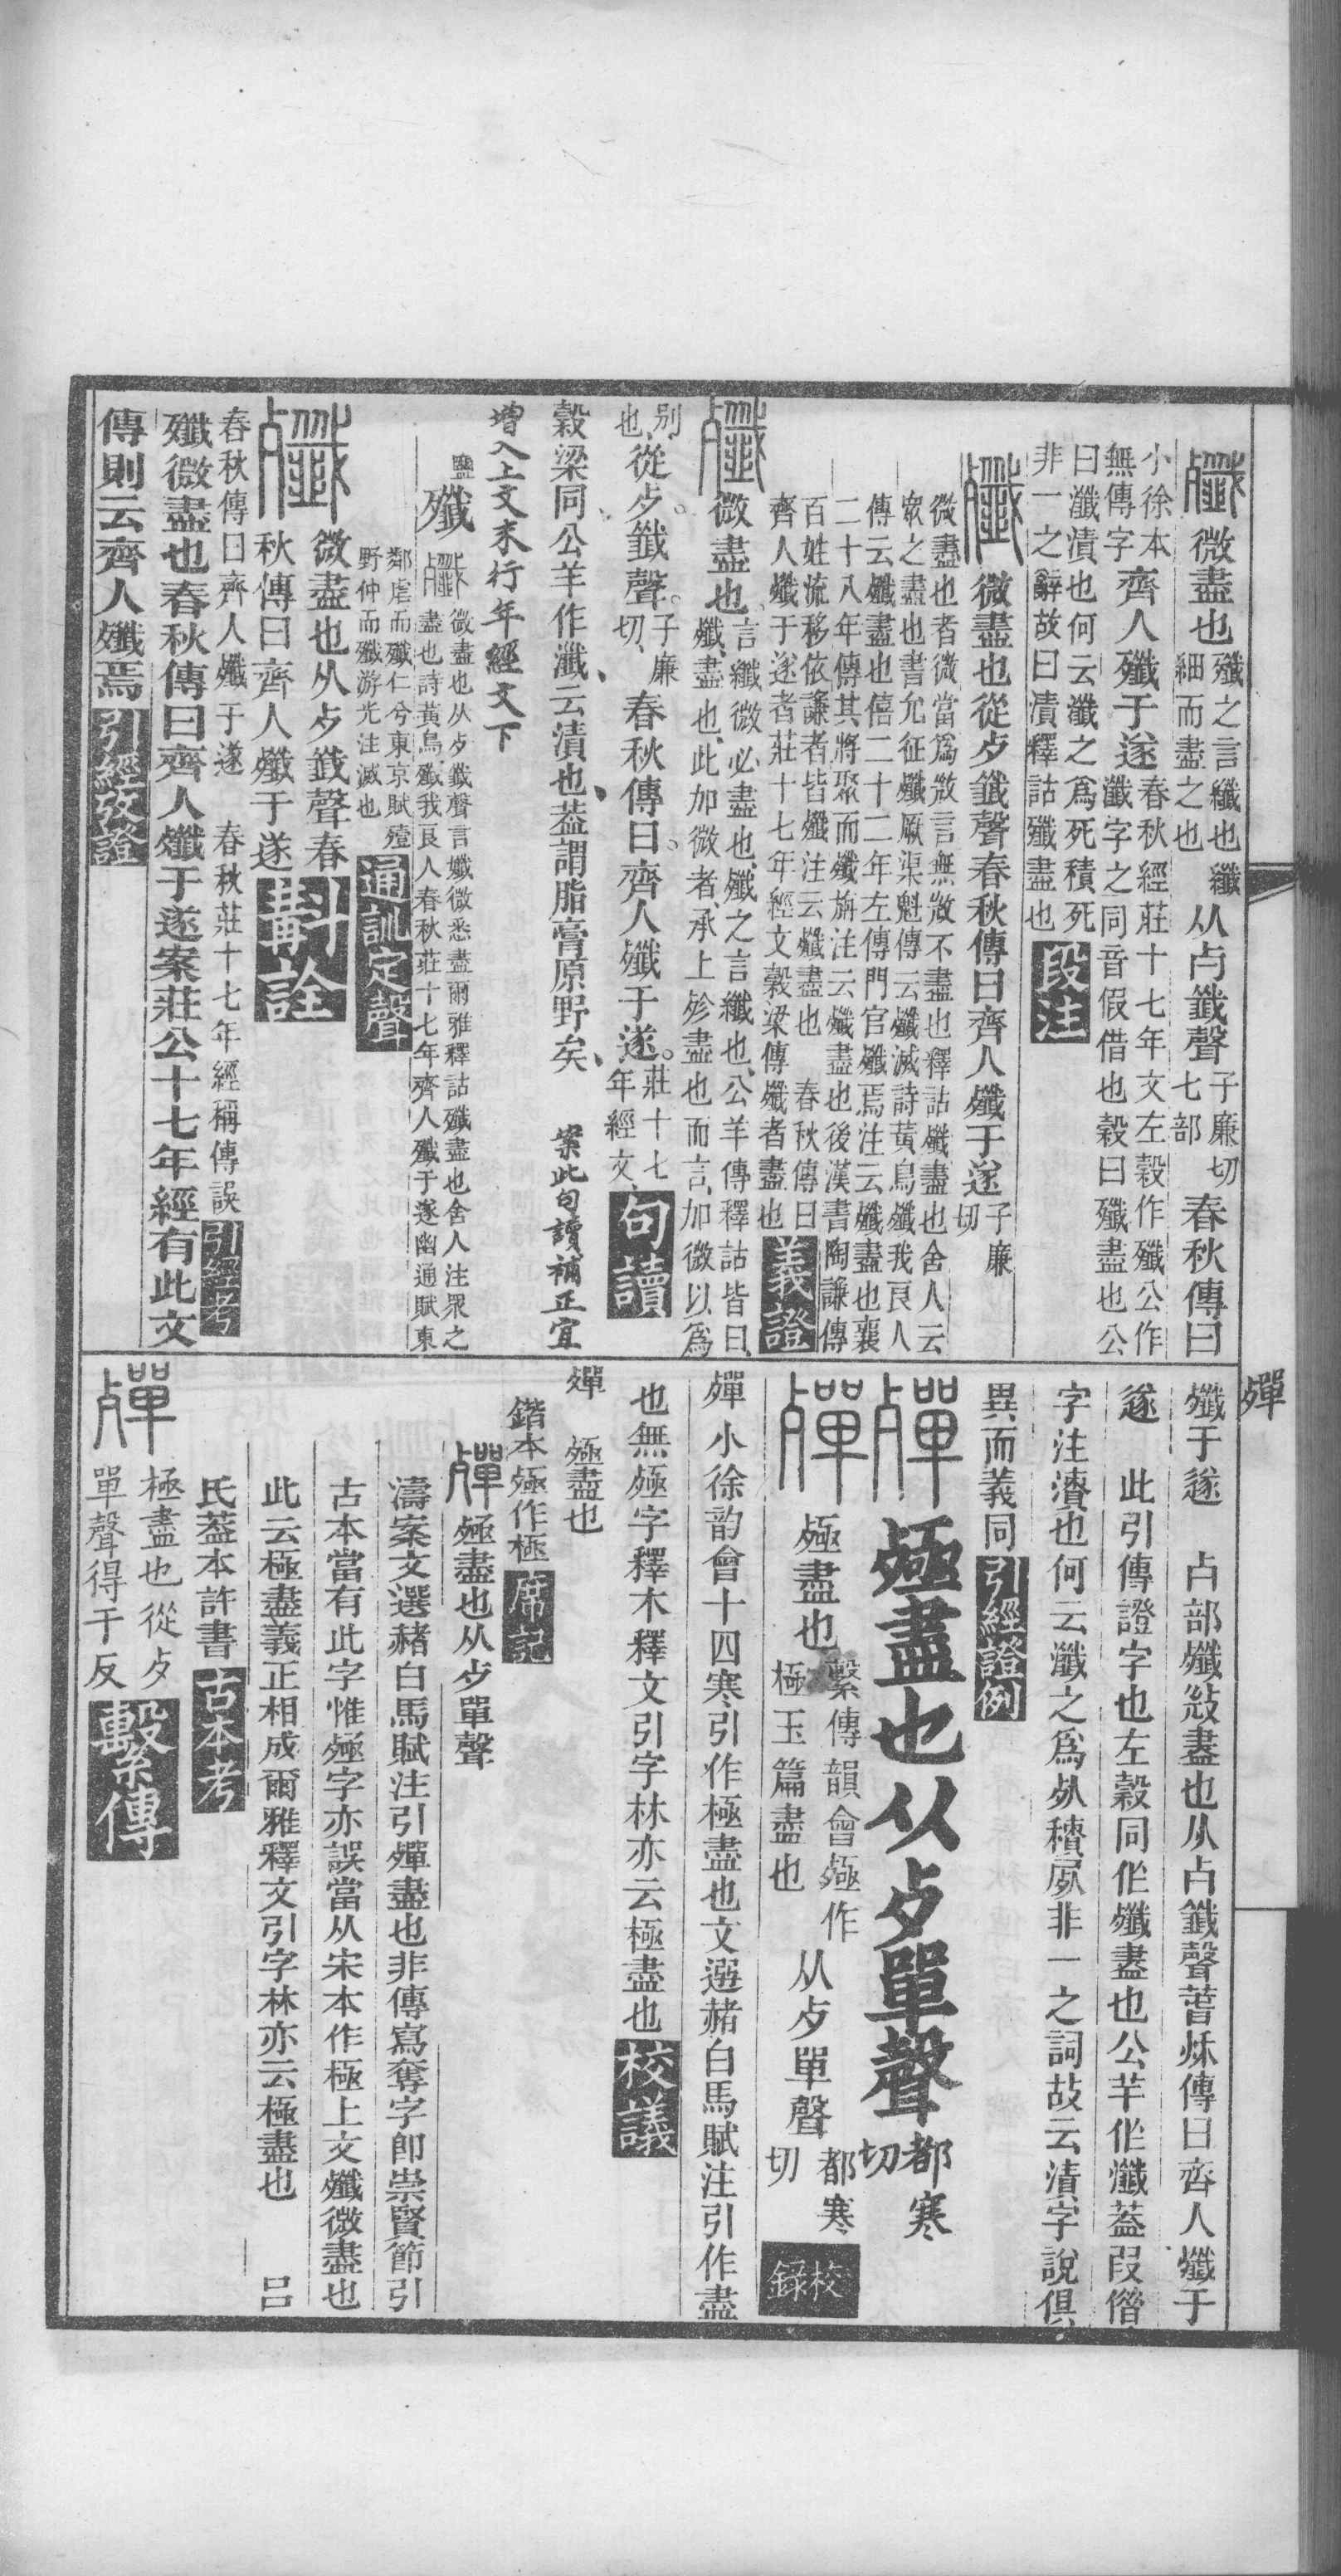 殲微盡也殲之言纖也纖
細而盡之也从歺韱聲子廉切
七部春秋傳曰
小徐本
無傳字齊人殲于遂春秋經莊十七年文左穀作殲公作
瀸字之同音假借也穀曰殲盡也公
曰瀸漬也何云瀸之爲死積死
非一之辭故曰漬釋詁殲盡也段注
殲微盡也從歺韱聲春秋傳曰齊人殲于遂子廉
切
微盡也者微當爲𢼸言無𢼸不盡也釋詁殲盡也舍人云
衆之盡也書允征殲厥渠魁傳云殲滅詩黃鳥殲我良人
傳云殲盡也僖二十二年左傳門官殲焉注云殲盡也襄
二十八年傳其將聚而殲旃注云殲盡也後漢書陶謙傳
百姓流移依謙者皆殲注云殲盡也　春秋傳曰
齊人殲于遂者莊十七年經文穀梁傳殲者盡也義證
殲微盡也言纖微必盡也殲之言纖也公羊傳釋詁皆曰
殲盡也此加微者承上殄盡也而言加微以爲
別
也從歺韱聲子廉
切春秋傳曰齊人殲于遂莊十七
年經文句讀
穀梁同公羊作瀸云漬也葢謂脂膏原野矣　案此句讀補正宜
增入上文末行年經文下
鹽殲殲微盡也从歺韱聲言孅微悉盡爾雅釋詁殲盡也舍人注眾之
盡也詩黃鳥殲我良人春秋莊十七年齊人殲于遂幽通賦東
鄰虐而殲仁兮東京賦殪
野仲而殲游光注滅也通訓定聲
殲微盡也从歺韱聲春
秋傳曰齊人殲于遂斠詮
春秋傳曰齊人殲于遂　春秋莊十七年經稱傳誤引經考
殲微盡也春秋傳曰齊人殲于遂案莊公十七年經有此文
傳則云齊人殲焉引經攷證
殫
殲于遂　歺部殲㪔盡也从歺韱聲萅秌傳曰齊人殲于
遂　此引傳證字也左穀同作殲盡也公羊作瀸葢叚偺
字注漬也何云瀸之爲死積死非一之詞故云漬字說俱
異而義同引經證例
殫殛盡也从歺單聲都寒
切
殫殛盡也繫傳韻會殛作
極玉篇盡也从歺單聲都寒
切校錄
殫小徐韵會十四寒引作極盡也文選赭白馬賦注引作盡
也無殛字釋木釋文引字林亦云極盡也校議
殫　殛盡也
鍇本殛作極席記
殫殛盡也从歺單聲
濤案文選赭白馬賦注引殫盡也非傳寫奪字卽崇賢節引
古本當有此字惟殛字亦誤當从宋本作極上文殲微盡也
此云極盡義正相成爾雅釋文引字林亦云極盡也　呂
氏葢本許書古本考
殫極盡也從歺
單聲得干反繫傳